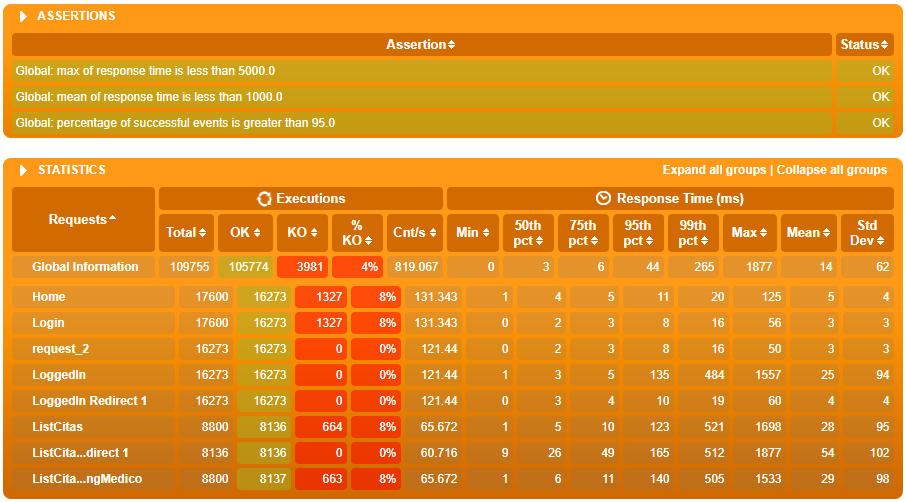 ASSERTIONS
Assertion Status
Global: max of response time is less than 5000.0 OK
Global: mean of response time is less than 1000.0 OK
Global: percentage of successful events is greater than 95.0 OK
STATISTICS Expand all groups | Collapse all groups
Requests Executions Response Time (ms)
Total OK KO % KO Cnt/s Min 50th pct 75th pct 95th pct 99th pct Max Mean Std Dev
Global Information 109755 105774 3981 4% 819.067 0 3 6 44 265 1877 14 62
Home 17600 16273 1327 8% 131.343 1 4 5 11 20 125 5 4
Login 17600 16273 1327 8% 131.343 0 2 3 8 16 56 3 3
request_2 16273 16273 0 0% 121.44 0 2 3 8 16 50 3 3
LoggedIn 16273 16273 0 0% 121.44 1 3 5 135 484 1557 25 94
LoggedIn Redirect 1 16273 16273 0 0% 121.44 0 3 4 10 19 60 4 4
ListCitas 8800 8136 664 8% 65.672 1 5 10 123 521 1698 28 95
ListCita...direct 1 8136 8136 0 0% 60.716 9 26 49 165 512 1877 54 102
ListCita...ngMedico 8800 8137 663 8% 65.672 1 6 11 140 505 1533 29 98